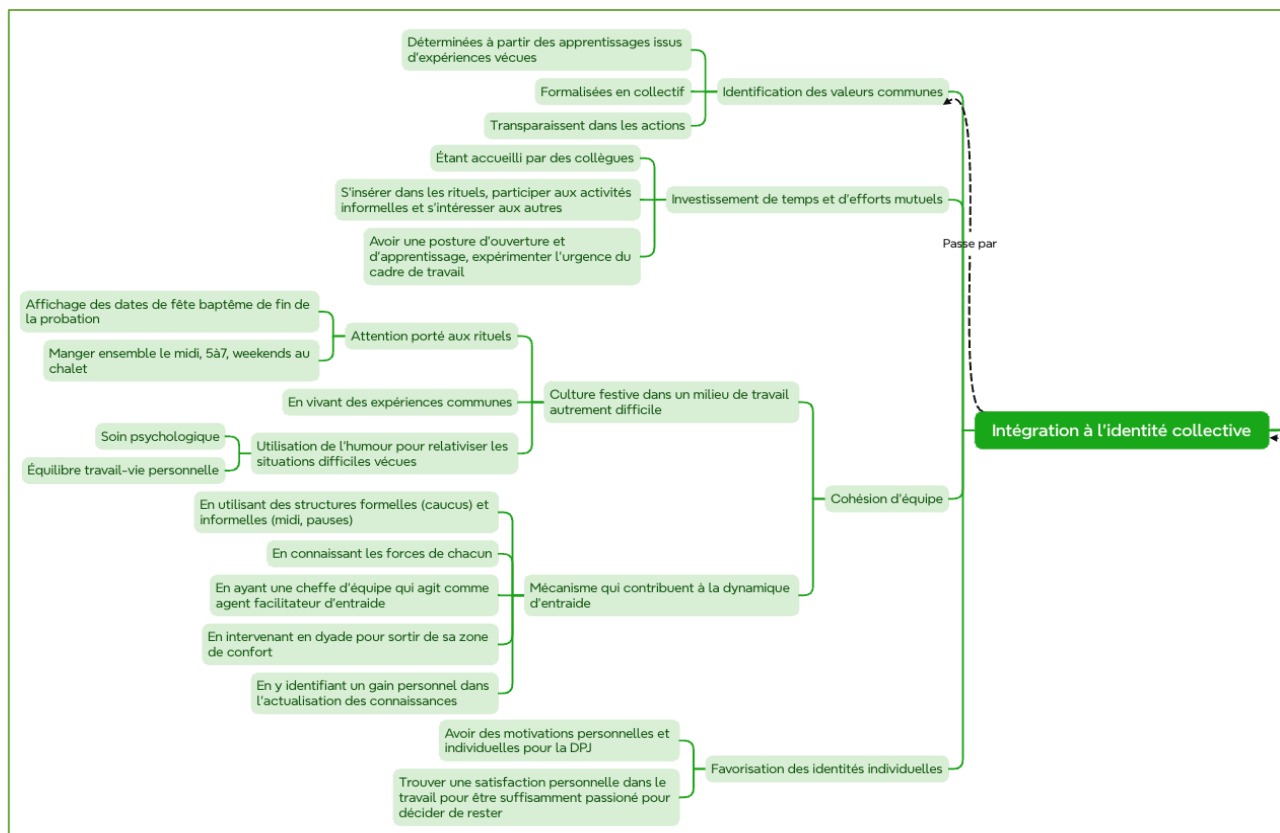 Déterminées à partir des apprentissages issus
d'expériences vécues
Formalisées en collectif
Identification des valeurs communes
Transparaissent dans les actions
Étant accueilli par des collègues
S'insérer dans les rituels, participer aux activités
informelles et s'intéresser aux autres
Investissement de temps et d'efforts mutuels
Avoir une posture d'ouverture et
d'apprentissage, expérimenter l'urgence du
cadre de travail
Passe par
Affichage des dates de fête baptême de fin de
la probation
Attention porté aux rituels
Manger ensemble le midi, 5à7, weekends au
chalet
En vivant des expériences communes
Culture festive dans un milieu de travail
autrement difficile
Soin psychologique
Équilibre travail-vie personnelle
Utilisation de l'humour pour relativiser les
situations difficiles vécues
Intégration à l'identité collective
Cohésion d'équipe
En utilisant des structures formelles (caucus) et
informelles (midi, pauses)
En connaissant les forces de chacun
En ayant une cheffe d'équipe qui agit comme
agent facilitateur d'entraide
Mécanisme qui contribuent à la dynamique
d'entraide
En intervenant en dyade pour sortir de sa zone
de confort
En y identifiant un gain personnel dans
l'actualisation des connaissances
Avoir des motivations personnelles et
individuelles pour la DPJ
Favorisation des identités individuelles
Trouver une satisfaction personnelle dans le
travail pour être suffisamment passioné pour
décider de rester